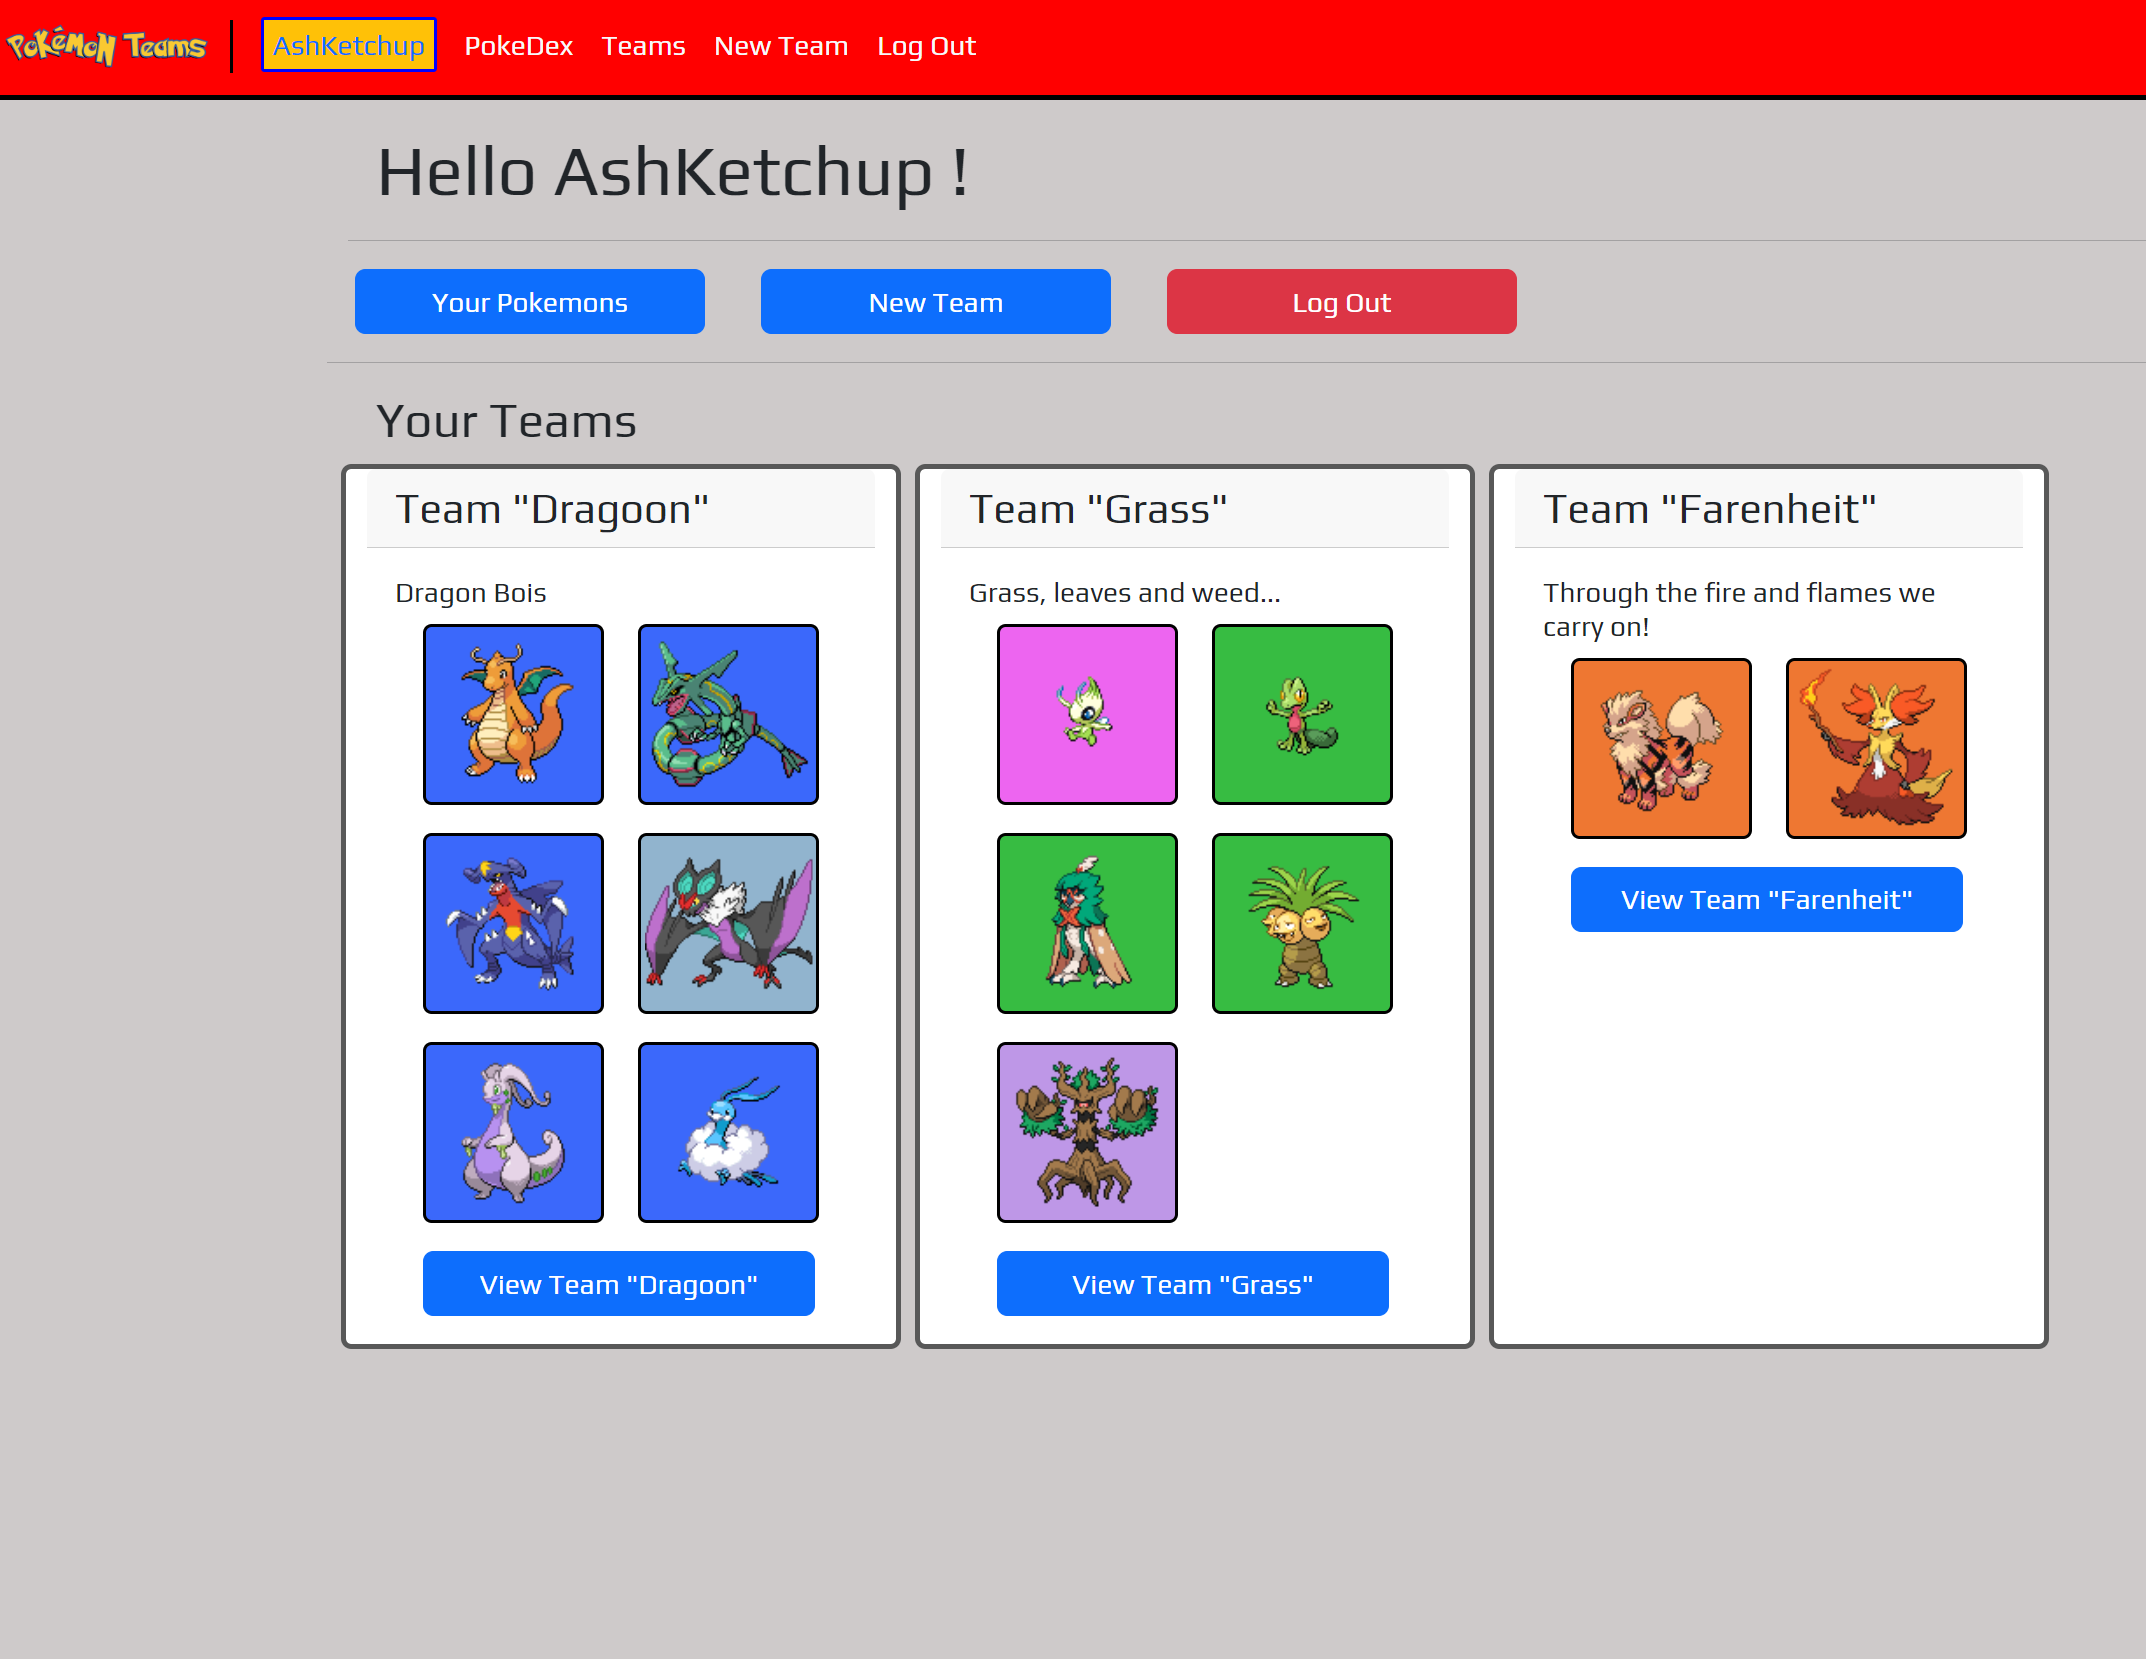 Pokémon Teams
AshKetchup
PokeDex
Teams
New Team
Log Out
Hello AshKetchup !
Your Pokemons
New Team
Log Out
Your Teams
Team "Dragoon"
Dragon Bois
View Team "Dragoon"
Team "Grass"
Grass, leaves and weed...
View Team "Grass"
Team "Farenheit"
Through the fire and flames we
carry on!
View Team "Farenheit"